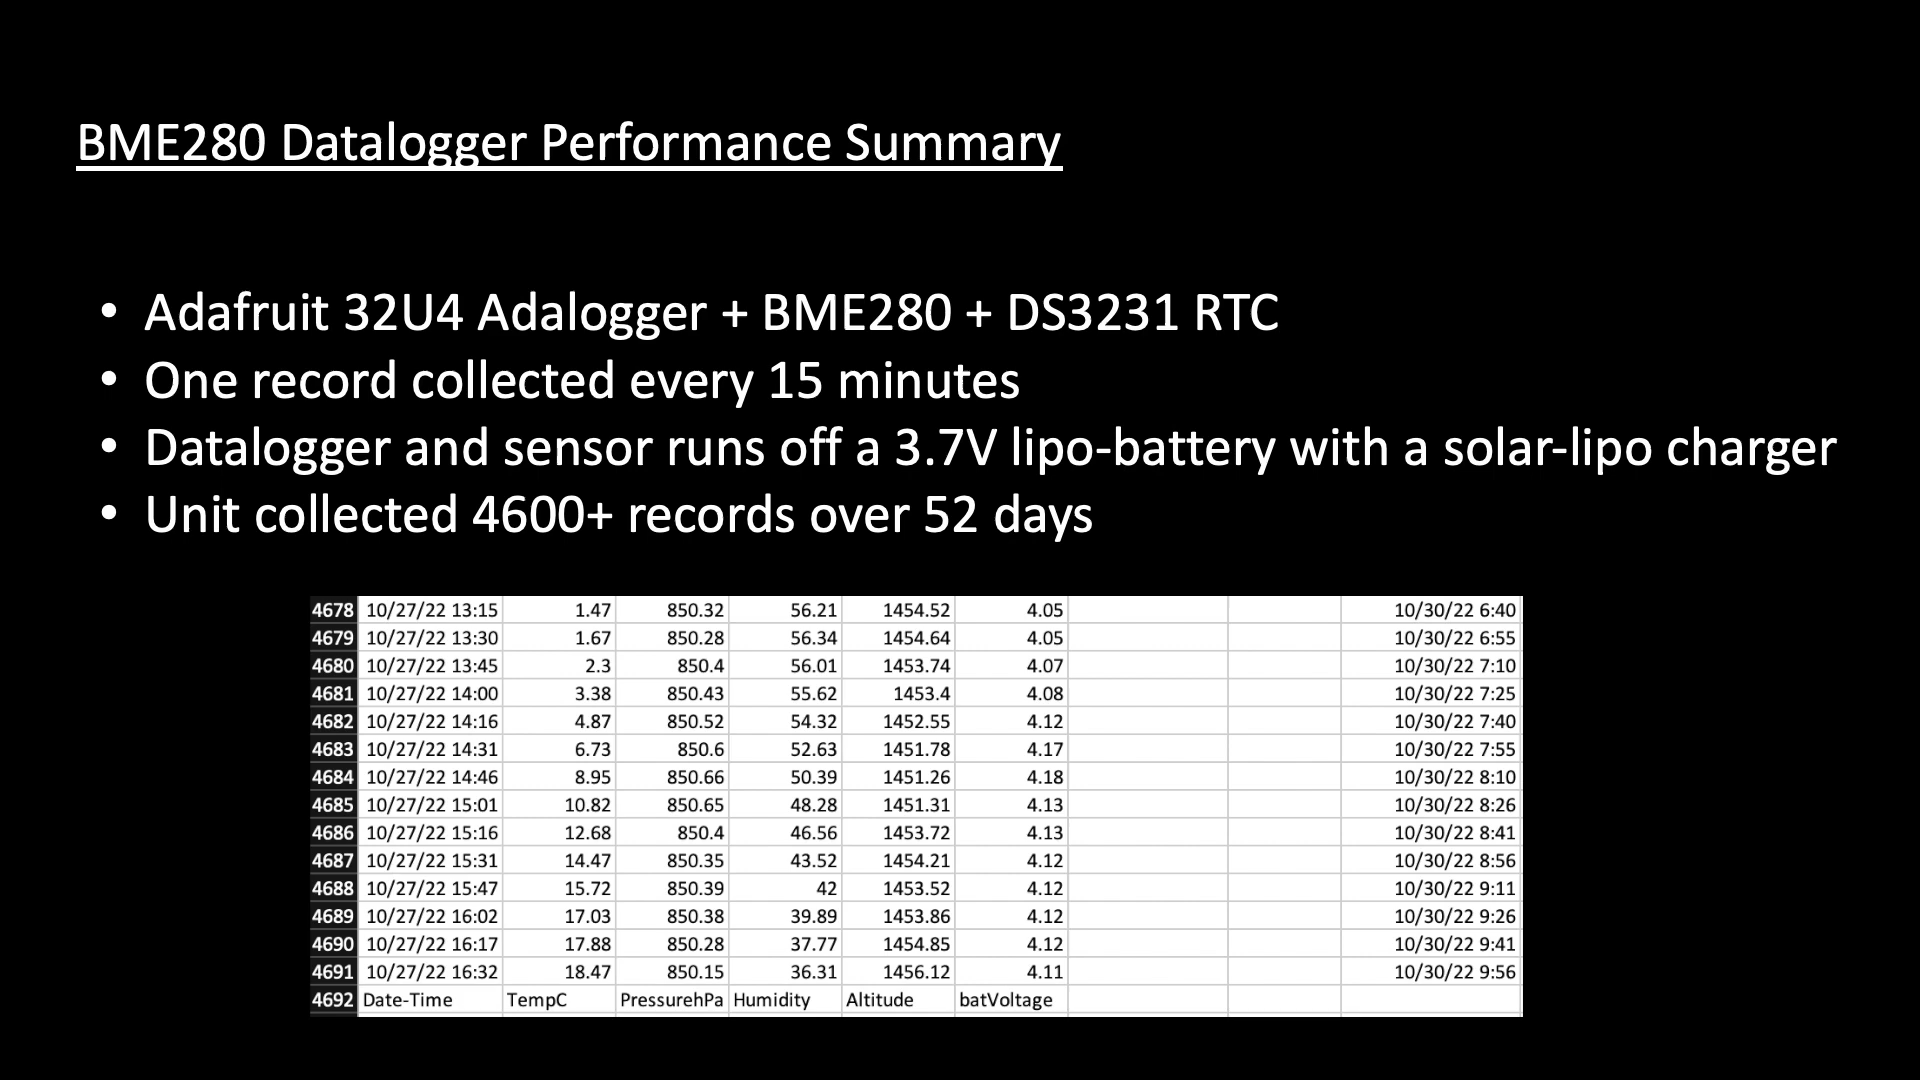 BME280 Datalogger Performance Summary
• Adafruit 32U4 Adalogger + BME280 + DS3231 RTC
• One record collected every 15 minutes
• Datalogger and sensor runs off a 3.7V lipo-battery with a solar-lipo charger
• Unit collected 4600+ records over 52 days
4678 10/27/22 13:15 1.47 850.32 56.21 1454.52 4.05 10/30/22 6:40
4679 10/27/22 13:30 1.67 850.28 56.34 1454.64 4.05 10/30/22 6:55
4680 10/27/22 13:45 2.3 850.4 56.01 1453.74 4.07 10/30/22 7:10
4681 10/27/22 14:00 3.38 850.43 55.62 1453.4 4.08 10/30/22 7:25
4682 10/27/22 14:16 4.87 850.52 54.32 1452.55 4.12 10/30/22 7:40
4683 10/27/22 14:31 6.73 850.6 52.63 1451.78 4.17 10/30/22 7:55
4684 10/27/22 14:46 8.95 850.66 50.39 1451.26 4.18 10/30/22 8:10
4685 10/27/22 15:01 10.82 850.65 48.28 1451.31 4.13 10/30/22 8:26
4686 10/27/22 15:16 12.68 850.4 46.56 1453.72 4.13 10/30/22 8:41
4687 10/27/22 15:31 14.47 850.35 43.52 1454.21 4.12 10/30/22 8:56
4688 10/27/22 15:47 15.72 850.39 42 1453.52 4.12 10/30/22 9:11
4689 10/27/22 16:02 17.03 850.38 39.89 1453.86 4.12 10/30/22 9:26
4690 10/27/22 16:17 17.88 850.28 37.77 1454.85 4.12 10/30/22 9:41
4691 10/27/22 16:32 18.47 850.15 36.31 1456.12 4.11 10/30/22 9:56
4692 Date-Time TempC PressurehPa Humidity Altitude batVoltage